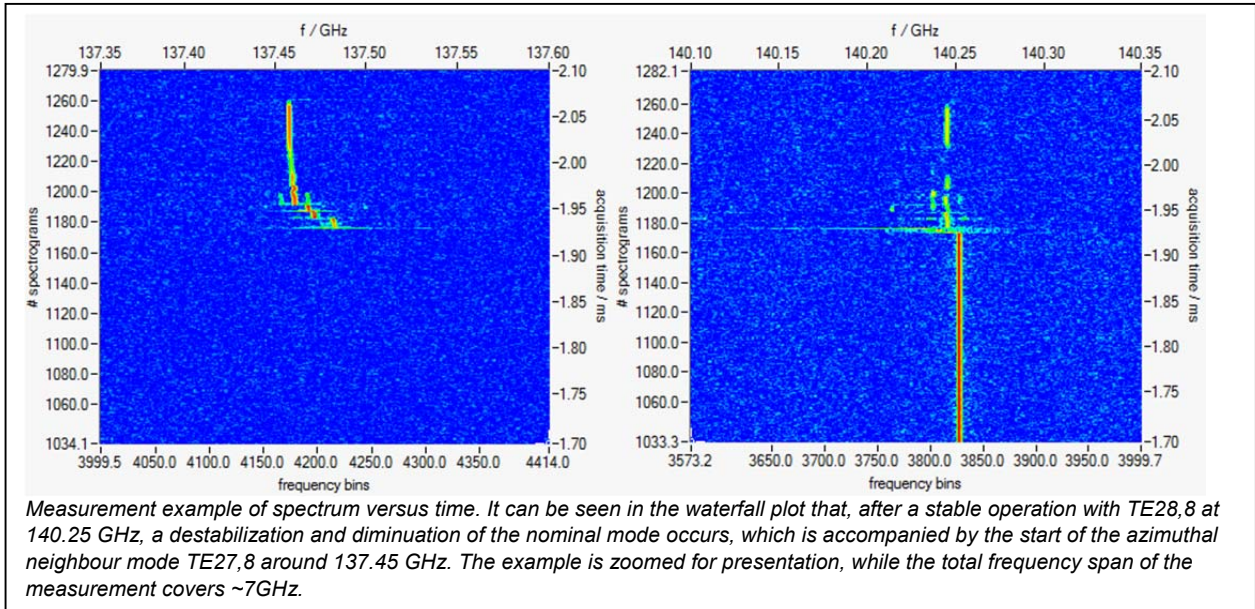 f / GHz
137.35 137.40 137.45 137.50 137.55 137.60
1279.9 2.10
1260.0 2.05
1240.0
1220.0 2.00
1200.0
1180.0 1.95
1160.0 1.90
1140.0
1120.0 1.85
1100.0 1.80
1080.0
1060.0 1.75
1034.1 1.70
# spectrograms
acquisition time / ms
3999.5 4050.0 4100.0 4150.0 4200.0 4250.0 4300.0 4350.0 4414.0
frequency bins
f / GHz
140.10 140.15 140.20 140.25 140.30 140.35
1282.1 2.10
1260.0 2.05
1240.0
1220.0 2.00
1200.0
1180.0 1.95
1160.0 1.90
1140.0
1120.0 1.85
1100.0 1.80
1080.0
1060.0 1.75
1033.3 1.70
# spectrograms
acquisition time / ms
3573.2 3650.0 3700.0 3750.0 3800.0 3850.0 3900.0 3950.0 3999.7
frequency bins
Measurement example of spectrum versus time. It can be seen in the waterfall plot that, after a stable operation with TE28,8 at
140.25 GHz, a destabilization and diminuation of the nominal mode occurs, which is accompanied by the start of the azimuthal
neighbour mode TE27,8 around 137.45 GHz. The example is zoomed for presentation, while the total frequency span of the
measurement covers ~7GHz.